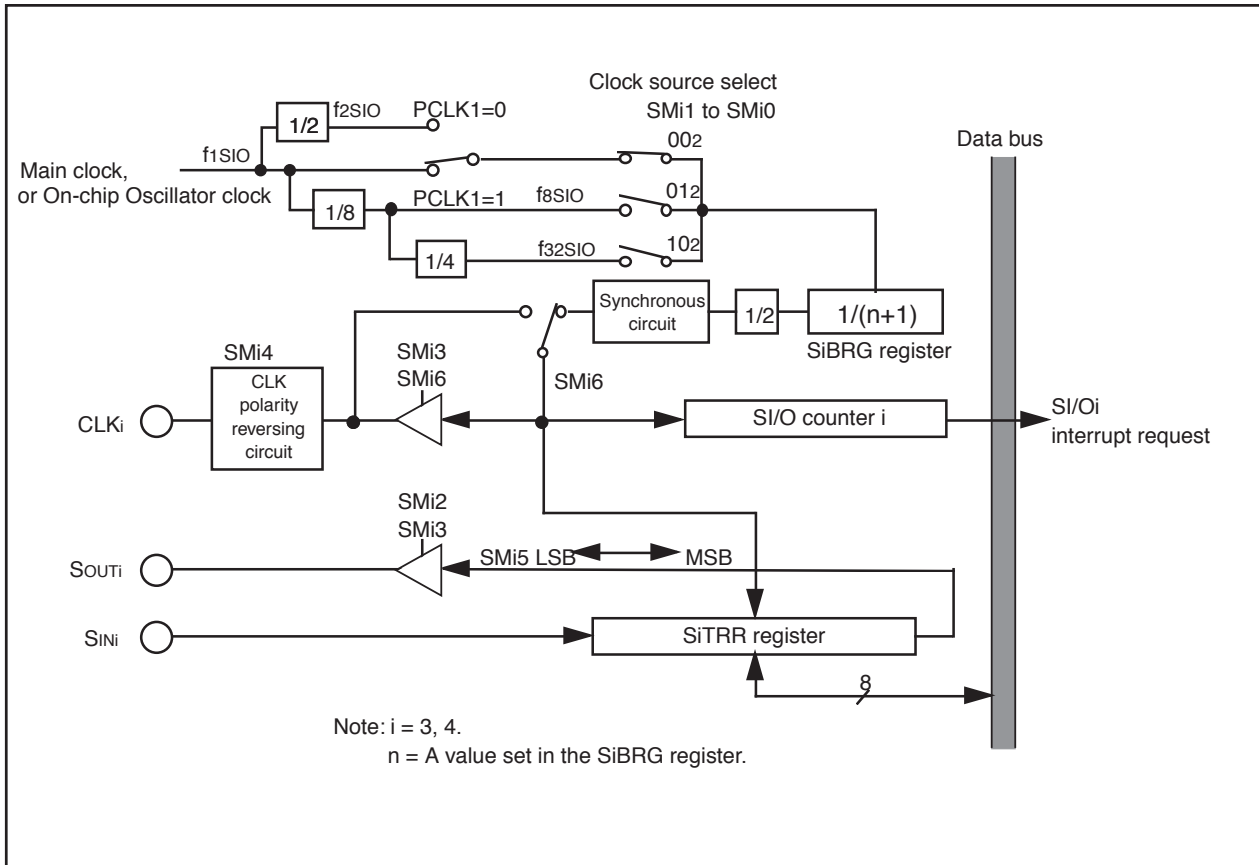 Clock source select
SMi1 to SMi0
f2SIO
PCLK1=0
1/2
002
Data bus
f1SIO
Main clock,
or On-chip Oscillator clock
1/8
PCLK1=1
f8SIO
012
1/4
f32SIO
102
Synchronous
circuit
1/2
1/(n+1)
SiBRG register
SMi4
SMi3
SMi6
SMi6
CLK
polarity
reversing
circuit
CLKi
SI/O counter i
SI/Oi
interrupt request
SMi2
SMi3
SMi5 LSB
MSB
SOUTi
SINi
SiTRR register
8
Note: i = 3, 4.
n = A value set in the SiBRG register.